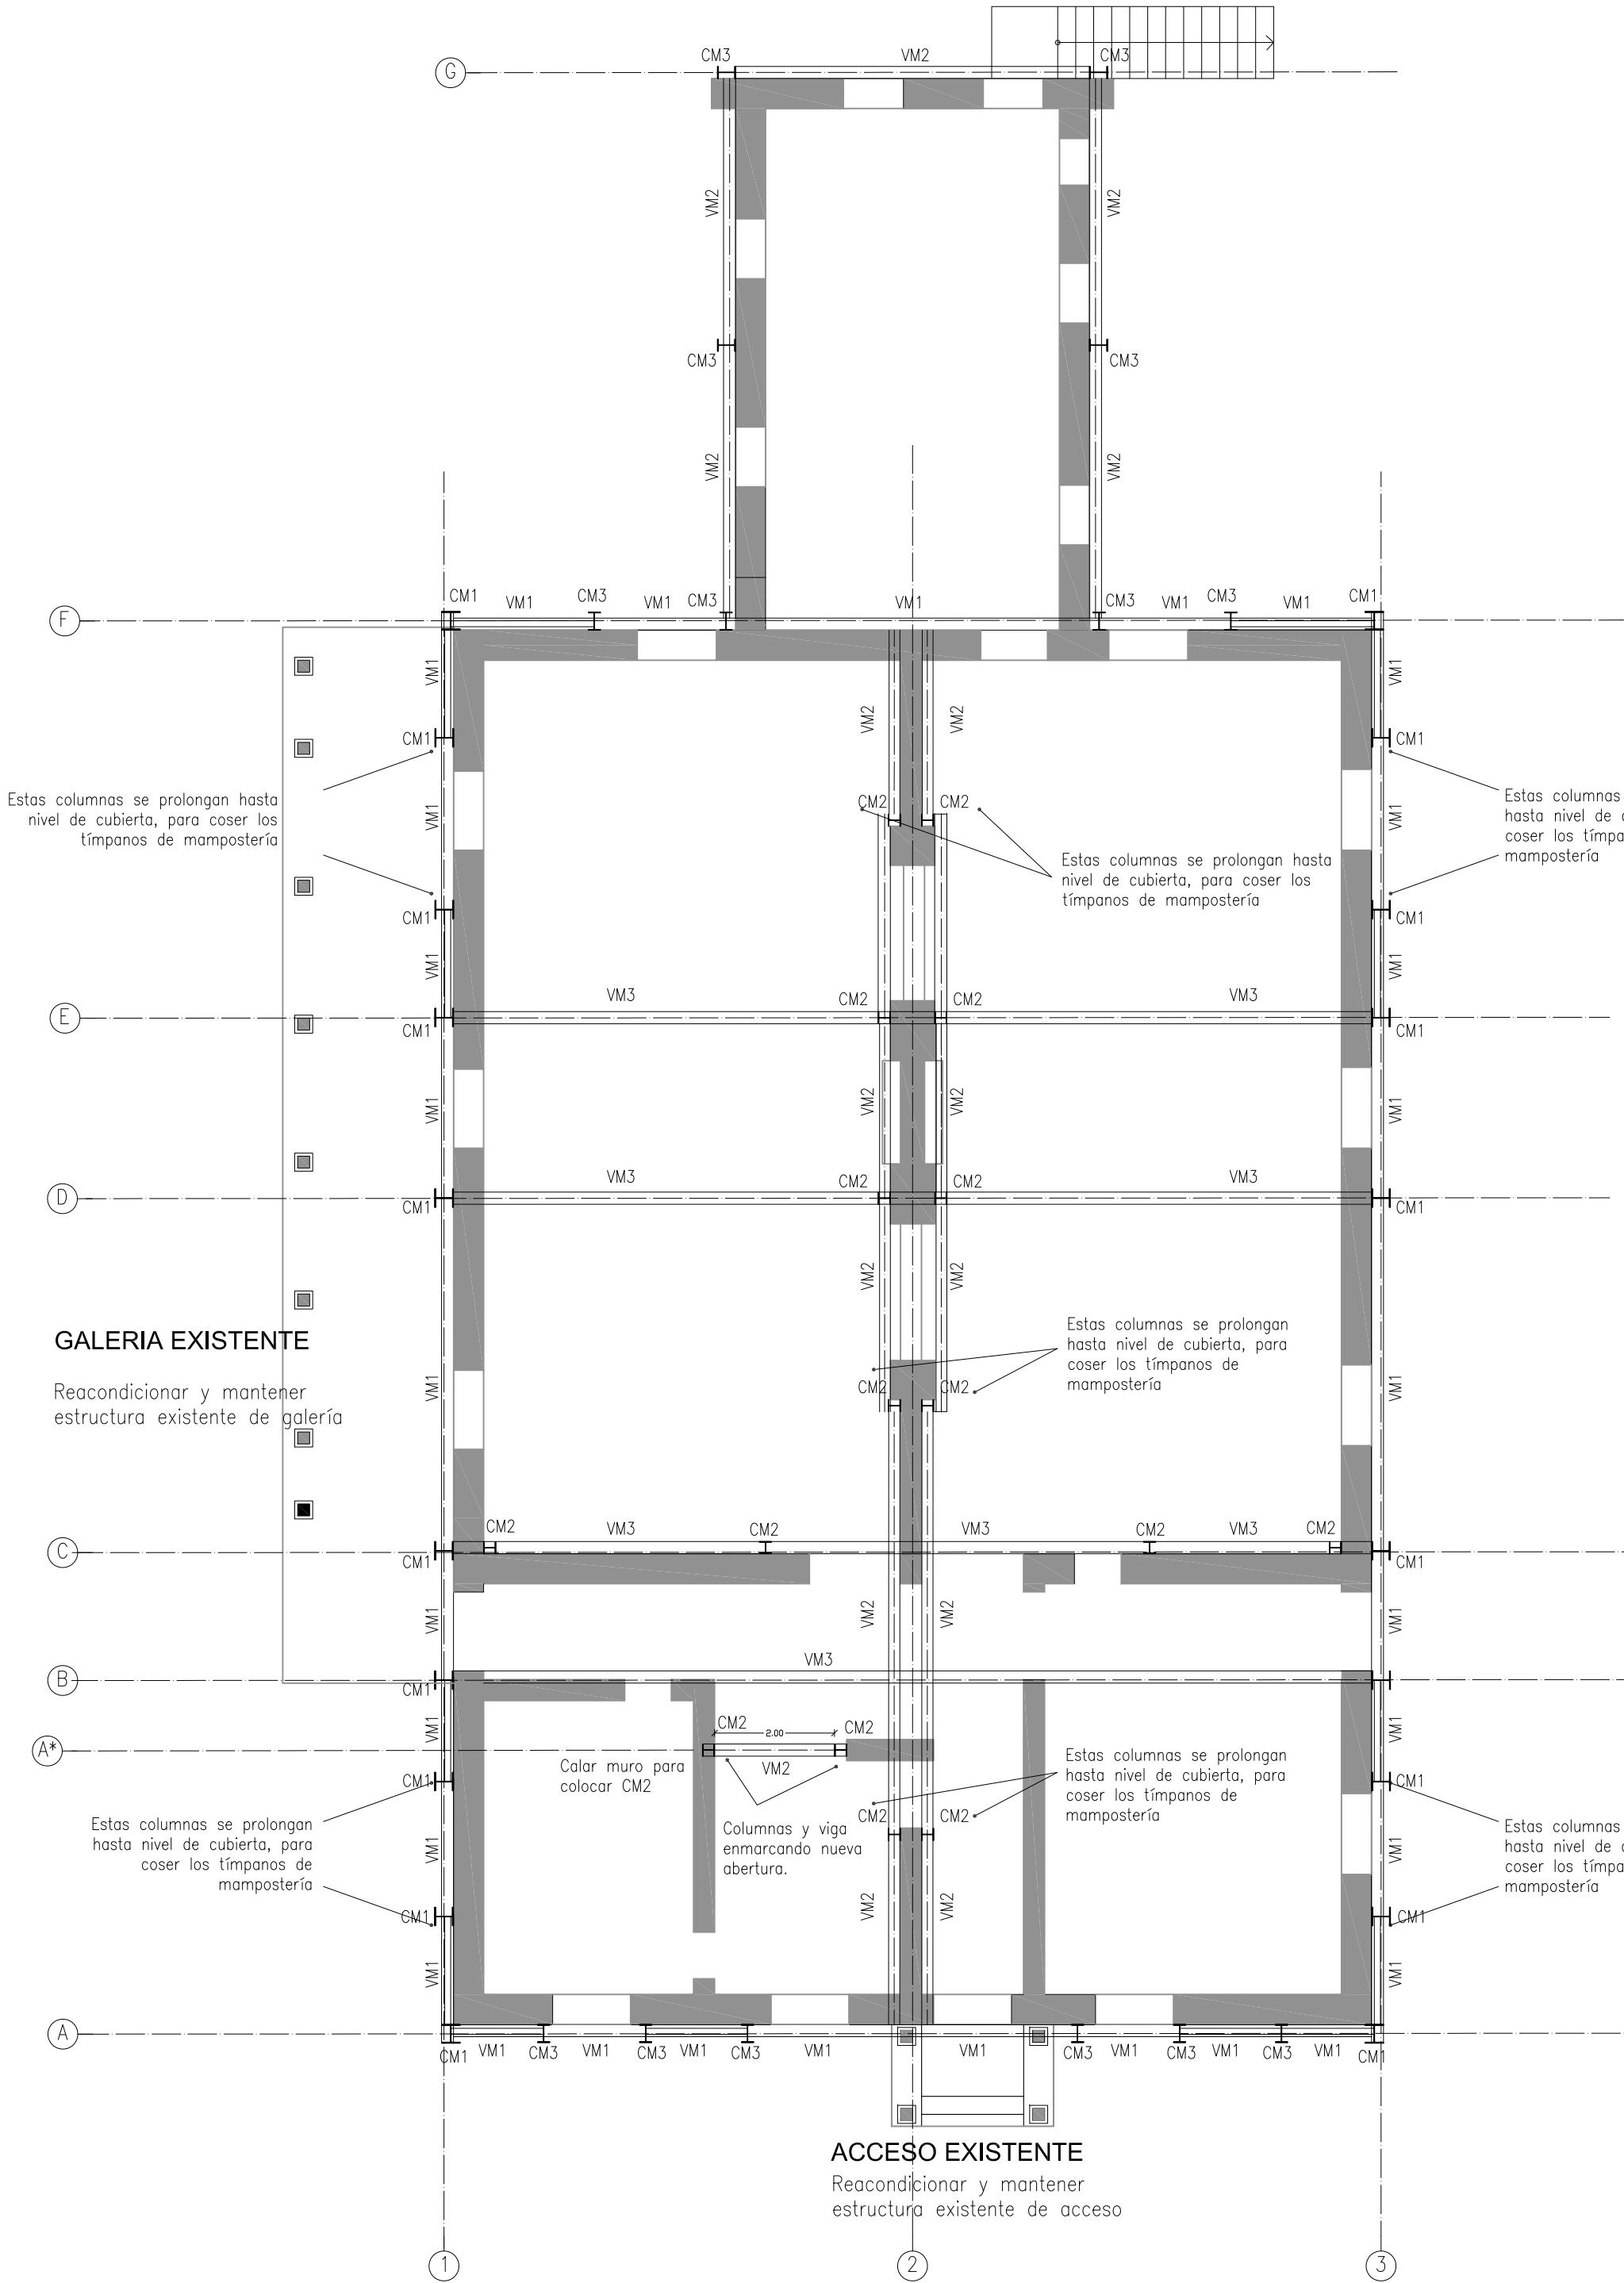 CM3
VM2
CM3
G
VM2
VM2
CM3
CM3
VM2
VM2
F
CM1
VM1
CM3
VM1
CM3
VM1
CM3
VM1
CM3
VM1
CM1
VM1
VM2
VM2
VM1
CM1
CM1
Estas columnas se prolongan hasta
nivel de cubierta, para coser los
tímpanos de mampostería
VM1
CM2
CM2
VM1
Estas columnas
hasta nivel de
coser los
mampostería
Estas columnas se prolongan hasta
nivel de cubierta, para coser los
tímpanos de mampostería
CM1
CM1
VM1
VM1
E
VM3
CM2
CM2
VM3
CM1
CM1
VM1
VM2
VM2
VM1
D
VM3
CM2
CM2
VM3
CM1
CM1
VM2
VM2
GALERIA EXISTENTE
Reacondicionar y mantener
estructura existente de galería
Estas columnas se prolongan
hasta nivel de cubierta, para
coser los tímpanos de
mampostería
VM1
CM2
CM2
VM1
C
CM2
VM3
CM2
VM3
CM2
VM3
CM2
CM1
CM1
VM1
VM2
VM2
VM1
B
VM3
CM1
VM1
VM1
A*
CM2
2.00
CM2
VM2
Calar muro para
colocar CM2
Estas columnas se prolongan
hasta nivel de cubierta, para
coser los tímpanos de
mampostería
CM1
CM1
CM2
CM2
Columnas y viga
enmarcando nueva
abertura.
Estas columnas se prolongan
hasta nivel de cubierta, para
coser los tímpanos de
mampostería
VM1
VM1
Estas columnas
hasta nivel de
coser los
mampostería
VM2
VM2
CM1
CM1
VM1
VM1
A
CM1
VM1
CM3
VM1
CM3
VM1
CM3
VM1
VM1
CM3
VM1
CM3
VM1
CM3
VM1
CM1
ACCESO EXISTENTE
Reacondicionar y mantener
estructura existente de acceso
1
2
3